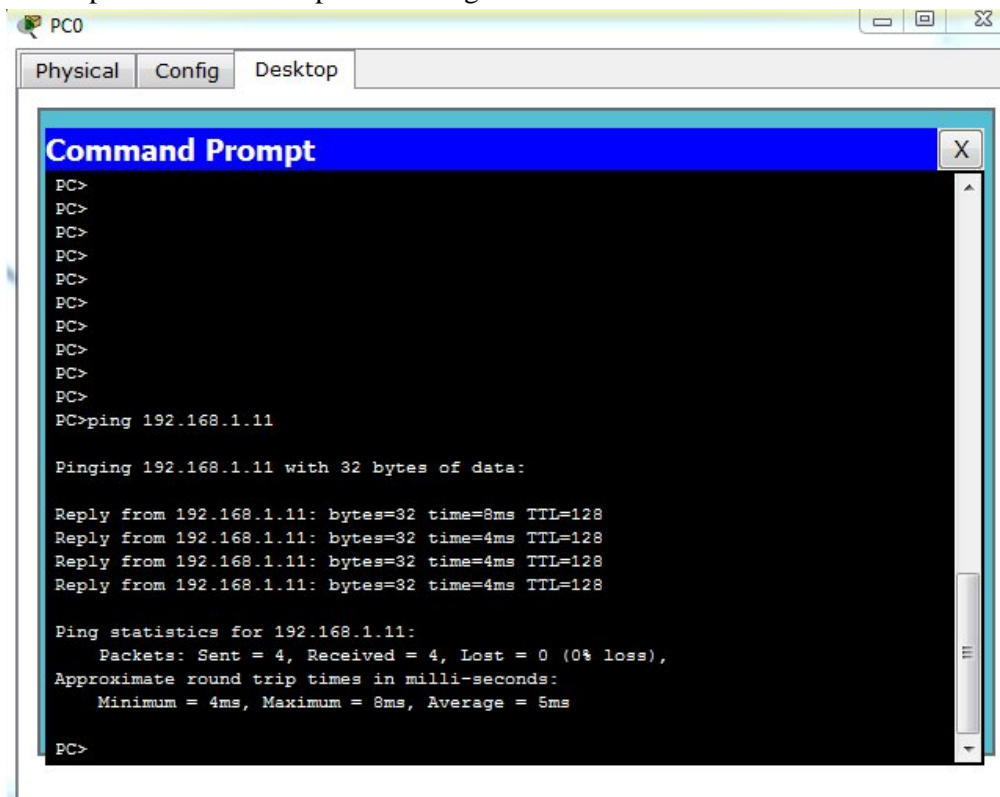 PC0
Physical Config Desktop
Command Prompt
X
PC>
PC>
PC>
PC>
PC>
PC>
PC>
PC>
PC>
PC>
PC>ping 192.168.1.11
Pinging 192.168.1.11 with 32 bytes of data:
Reply from 192.168.1.11: bytes=32 time=8ms TTL=128
Reply from 192.168.1.11: bytes=32 time=4ms TTL=128
Reply from 192.168.1.11: bytes=32 time=4ms TTL=128
Reply from 192.168.1.11: bytes=32 time=4ms TTL=128
Ping statistics for 192.168.1.11:
Packets: Sent = 4, Received = 4, Lost = 0 (0% loss),
Approximate round trip times in milli-seconds:
Minimum = 4ms, Maximum = 8ms, Average = 5ms
PC>